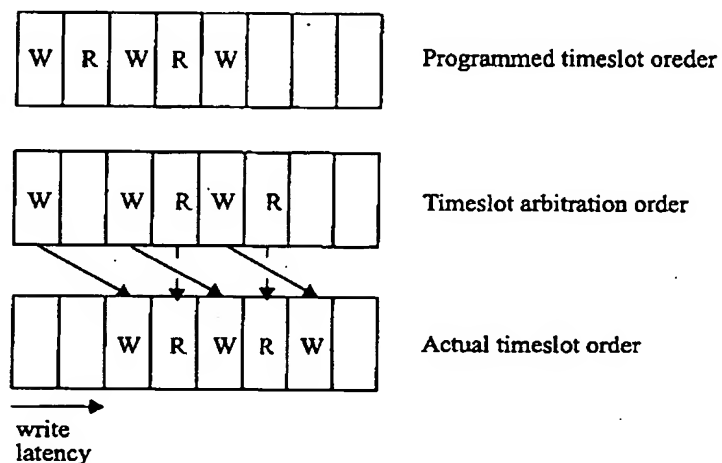 W R W R W
Programmed timeslot oreder
W W R W R
Timeslot arbitration order
W R W R W
Actual timeslot order
write
latency